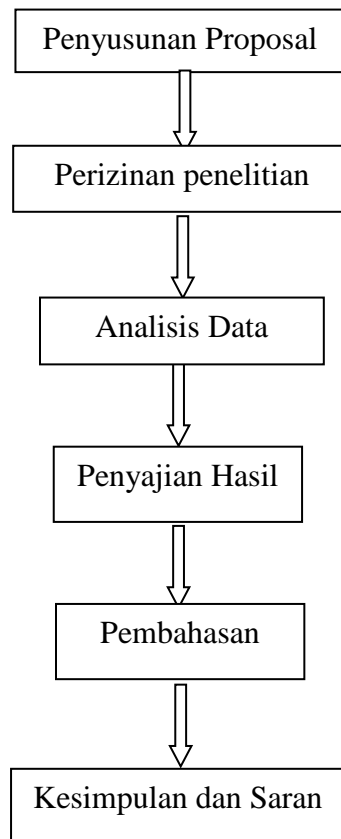 Penyusunan Proposal
Perizinan penelitian
Analisis Data
Penyajian Hasil
Pembahasan
Kesimpulan dan Saran